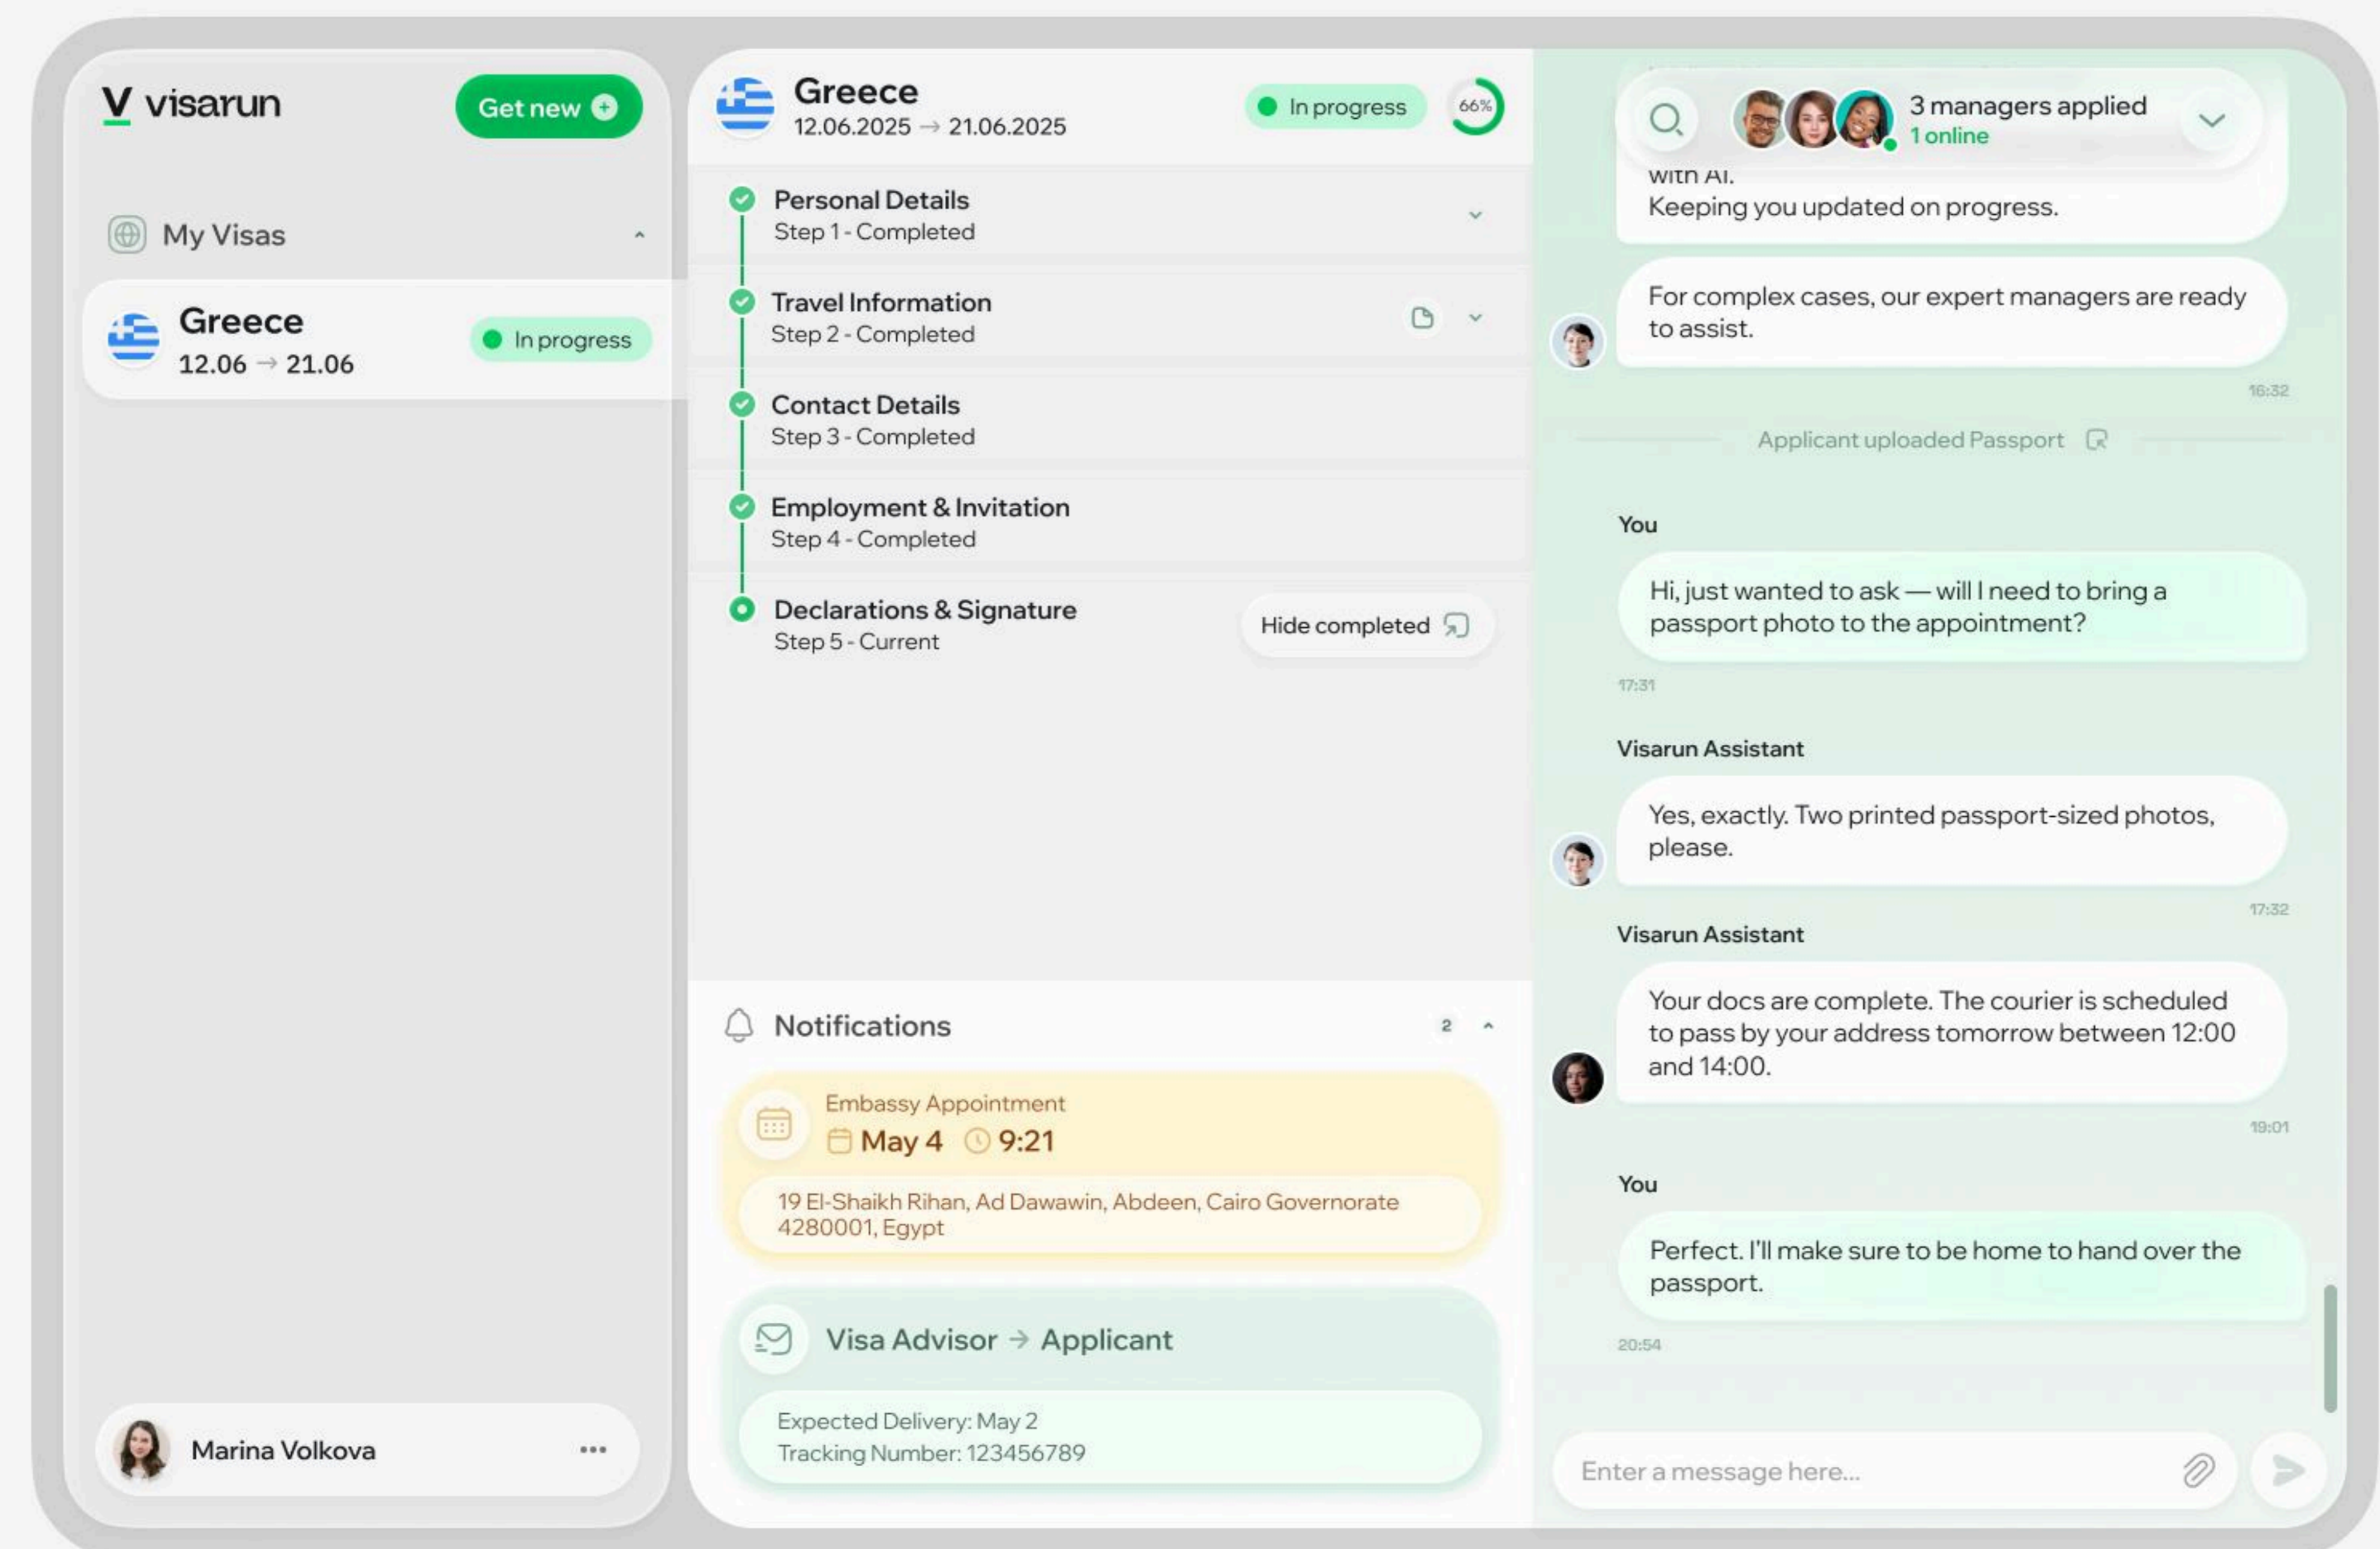 V visarun
Get new
My Visas
Greece
12.06 → 21.06
In progress
Marina Volkova
Greece
12.06.2025 → 21.06.2025
In progress
66%
Personal Details
Step 1 - Completed
Travel Information
Step 2 - Completed
Contact Details
Step 3 - Completed
Employment & Invitation
Step 4 - Completed
Declarations & Signature
Step 5 - Current
Hide completed
Notifications
2
Embassy Appointment
May 4 9:21
19 El-Shaikh Rihan, Ad Dawawin, Abdeen, Cairo Governorate
4280001, Egypt
Visa Advisor → Applicant
Expected Delivery: May 2
Tracking Number: 123456789
3 managers applied
1 online
with AI.
Keeping you updated on progress.
For complex cases, our expert managers are ready
to assist.
16:32
Applicant uploaded Passport
You
Hi, just wanted to ask — will I need to bring a
passport photo to the appointment?
17:31
Visarun Assistant
Yes, exactly. Two printed passport-sized photos,
please.
17:32
Visarun Assistant
Your docs are complete. The courier is scheduled
to pass by your address tomorrow between 12:00
and 14:00.
19:01
You
Perfect. I'll make sure to be home to hand over the
passport.
20:54
Enter a message here...